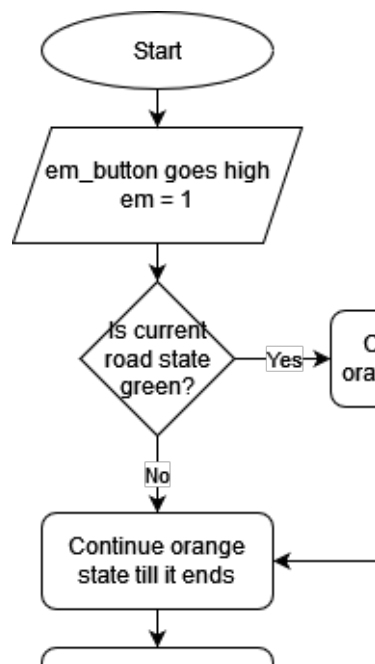 Start
em_button goes high
em = 1
Is current
road state
green?
Yes
No
Continue orange
state till it ends